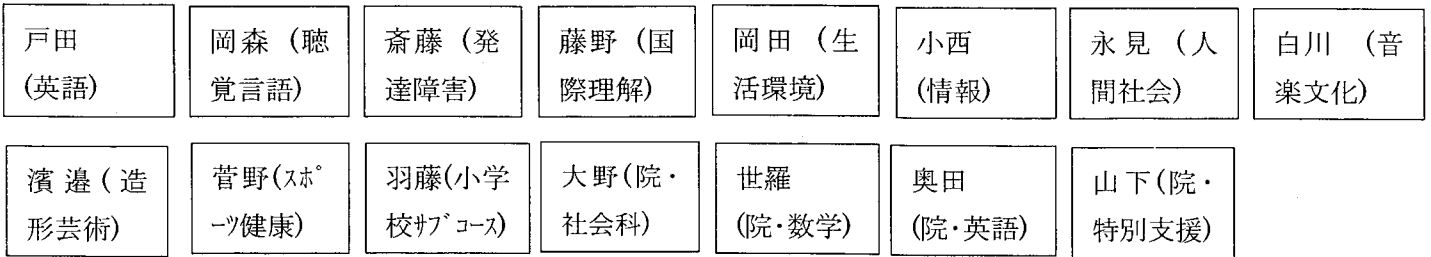 戸田
(英語)
岡森 (聴
覚言語)
斎藤 (発
達障害)
藤野 (国
際理解)
岡田 (生
活環境)
小西
(情報)
永見 (人
間社会)
白川 (音
楽文化)
濱邉(造
形芸術)
菅野(ｽﾎﾟ
ｰﾂ健康)
羽藤(小学
校ｻﾌﾞｺｰｽ)
大野(院・
社会科)
世羅
(院・数学)
奥田
(院・英語)
山下(院・
特別支援)